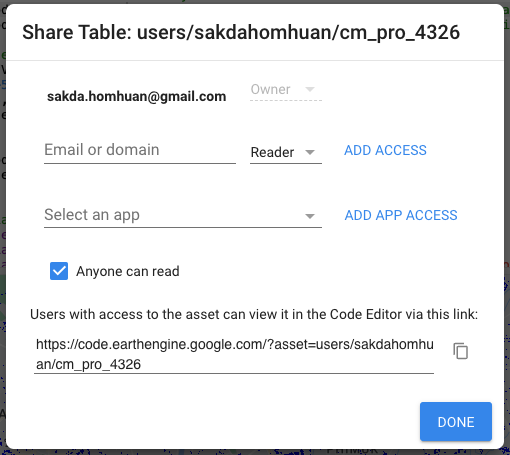 Share Table: users/sakdahomhuan/cm_pro_4326
sakda.homhuan@gmail.com Owner
Email or domain Reader ADD ACCESS
Select an app ADD APP ACCESS
Anyone can read
Users with access to the asset can view it in the Code Editor via this link:
https://code.earthengine.google.com/?asset=users/sakdahomhu
an/cm_pro_4326
DONE